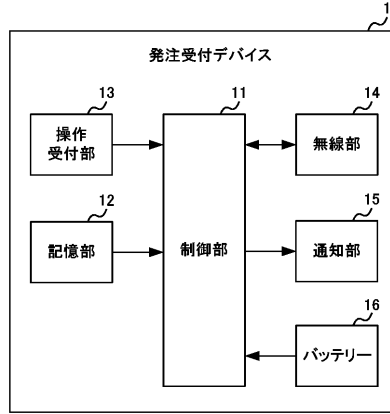 1
発注受付デバイス
13
操作
受付部
11
制御部
14
無線部
12
記憶部
15
通知部
16
バッテリー